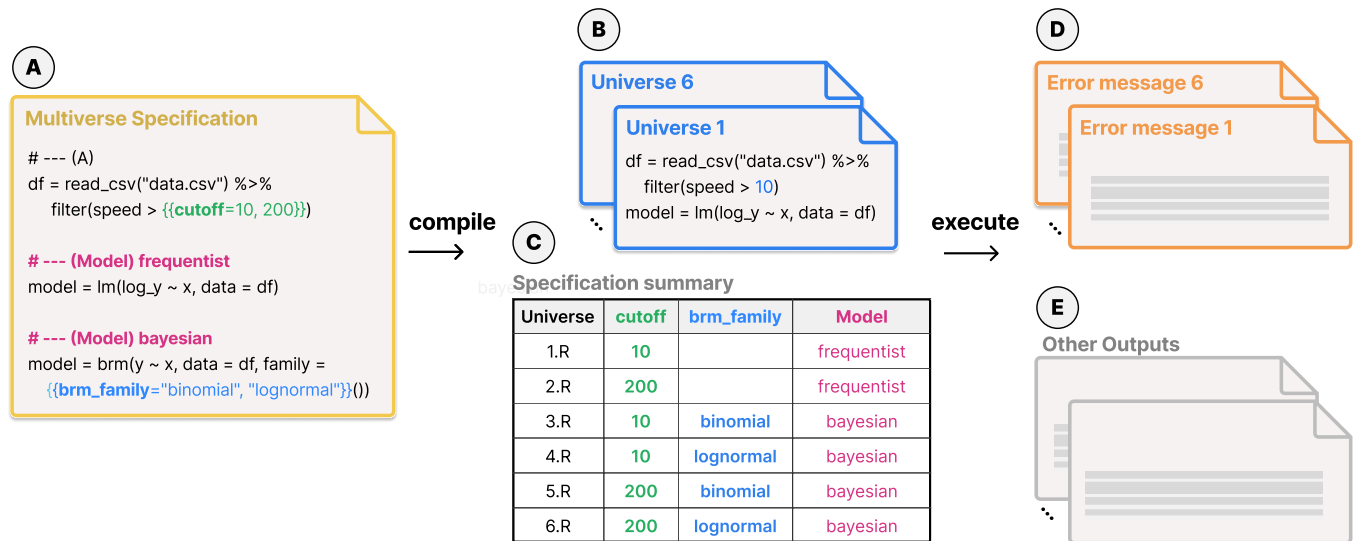 A
Multiverse Specification
# --- (A)
df = read_csv("data.csv") %>%
filter(speed > {{cutoff=10, 200}})
# --- (Model) frequentist
model = lm(log_y ~ x, data = df)
# --- (Model) bayesian
model = brm(y ~ x, data = df, family =
{{brm_family="binomial", "lognormal"}}())
compile
B
Universe 6
Universe 1
df = read_csv("data.csv") %>%
filter(speed > 10)
model = lm(log_y ~ x, data = df)
C
Specification summary
Universe cutoff brm_family Model
1.R 10 frequentist
2.R 200 frequentist
3.R 10 binomial bayesian
4.R 10 lognormal bayesian
5.R 200 binomial bayesian
6.R 200 lognormal bayesian
execute
D
Error message 6
Error message 1
E
Other Outputs